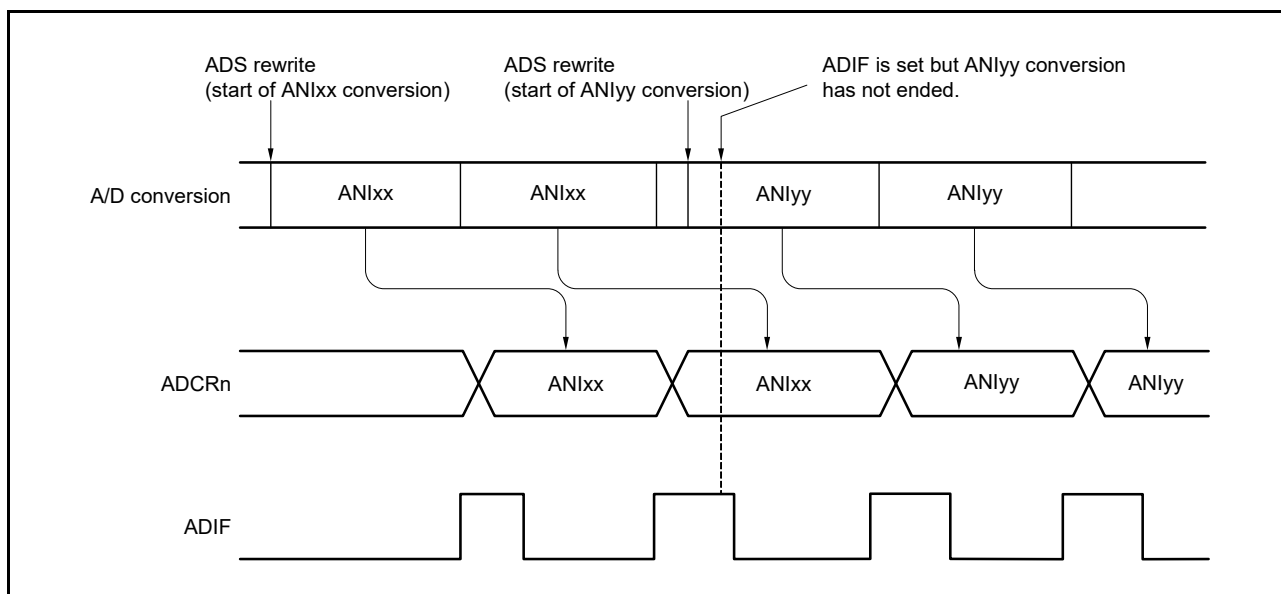 ADS rewrite
(start of ANIxx conversion)
ADS rewrite
(start of ANIyy conversion)
ADIF is set but ANIyy conversion
has not ended.
A/D conversion
ANIxx
ANIxx
ANIyy
ANIyy
ADCRn
ANIxx
ANIxx
ANIyy
ANIyy
ADIF